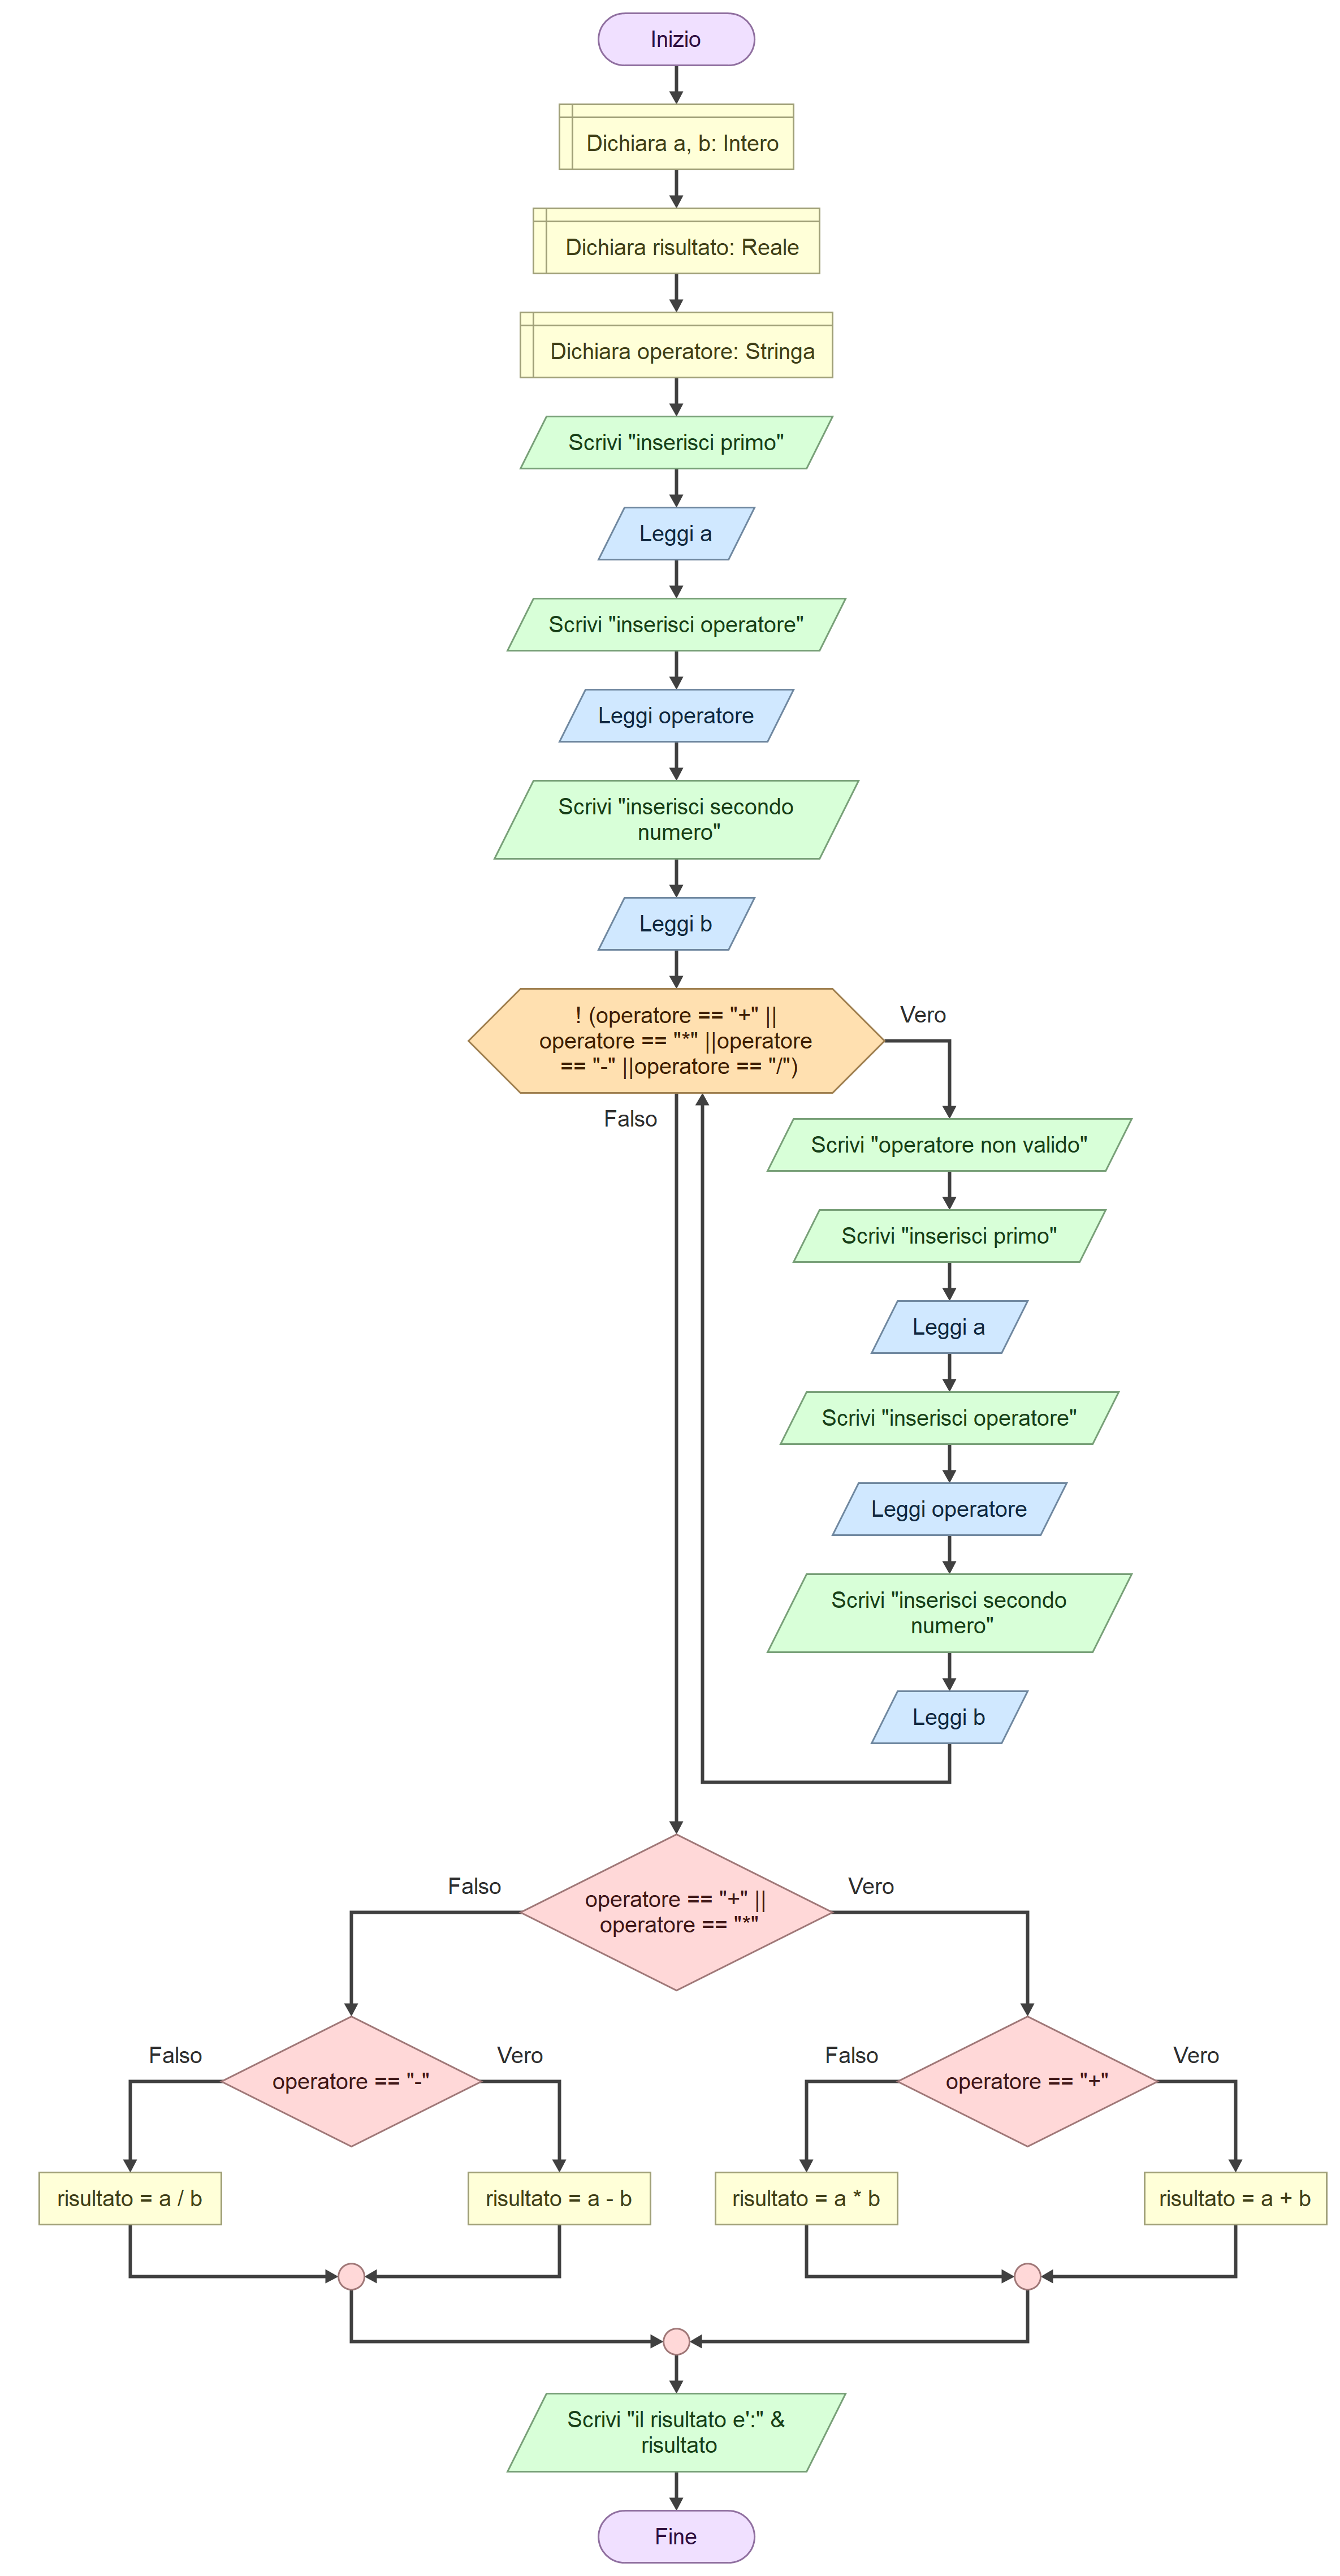 Inizio
Dichiara a, b: Intero
Dichiara risultato: Reale
Dichiara operatore: Stringa
Scrivi "inserisci primo"
Leggi a
Scrivi "inserisci operatore"
Leggi operatore
Scrivi "inserisci secondo
numero"
Leggi b
! (operatore == "+" ||
operatore == "*" ||operatore
== "-" ||operatore == "/")
Vero
Falso
Scrivi "operatore non valido"
Scrivi "inserisci primo"
Leggi a
Scrivi "inserisci operatore"
Leggi operatore
Scrivi "inserisci secondo
numero"
Leggi b
Falso
operatore == "+" ||
operatore == "*"
Vero
Falso
operatore == "-"
Vero
Falso
operatore == "+"
Vero
risultato = a / b
risultato = a - b
risultato = a * b
risultato = a + b
Scrivi "il risultato e':" &
risultato
Fine